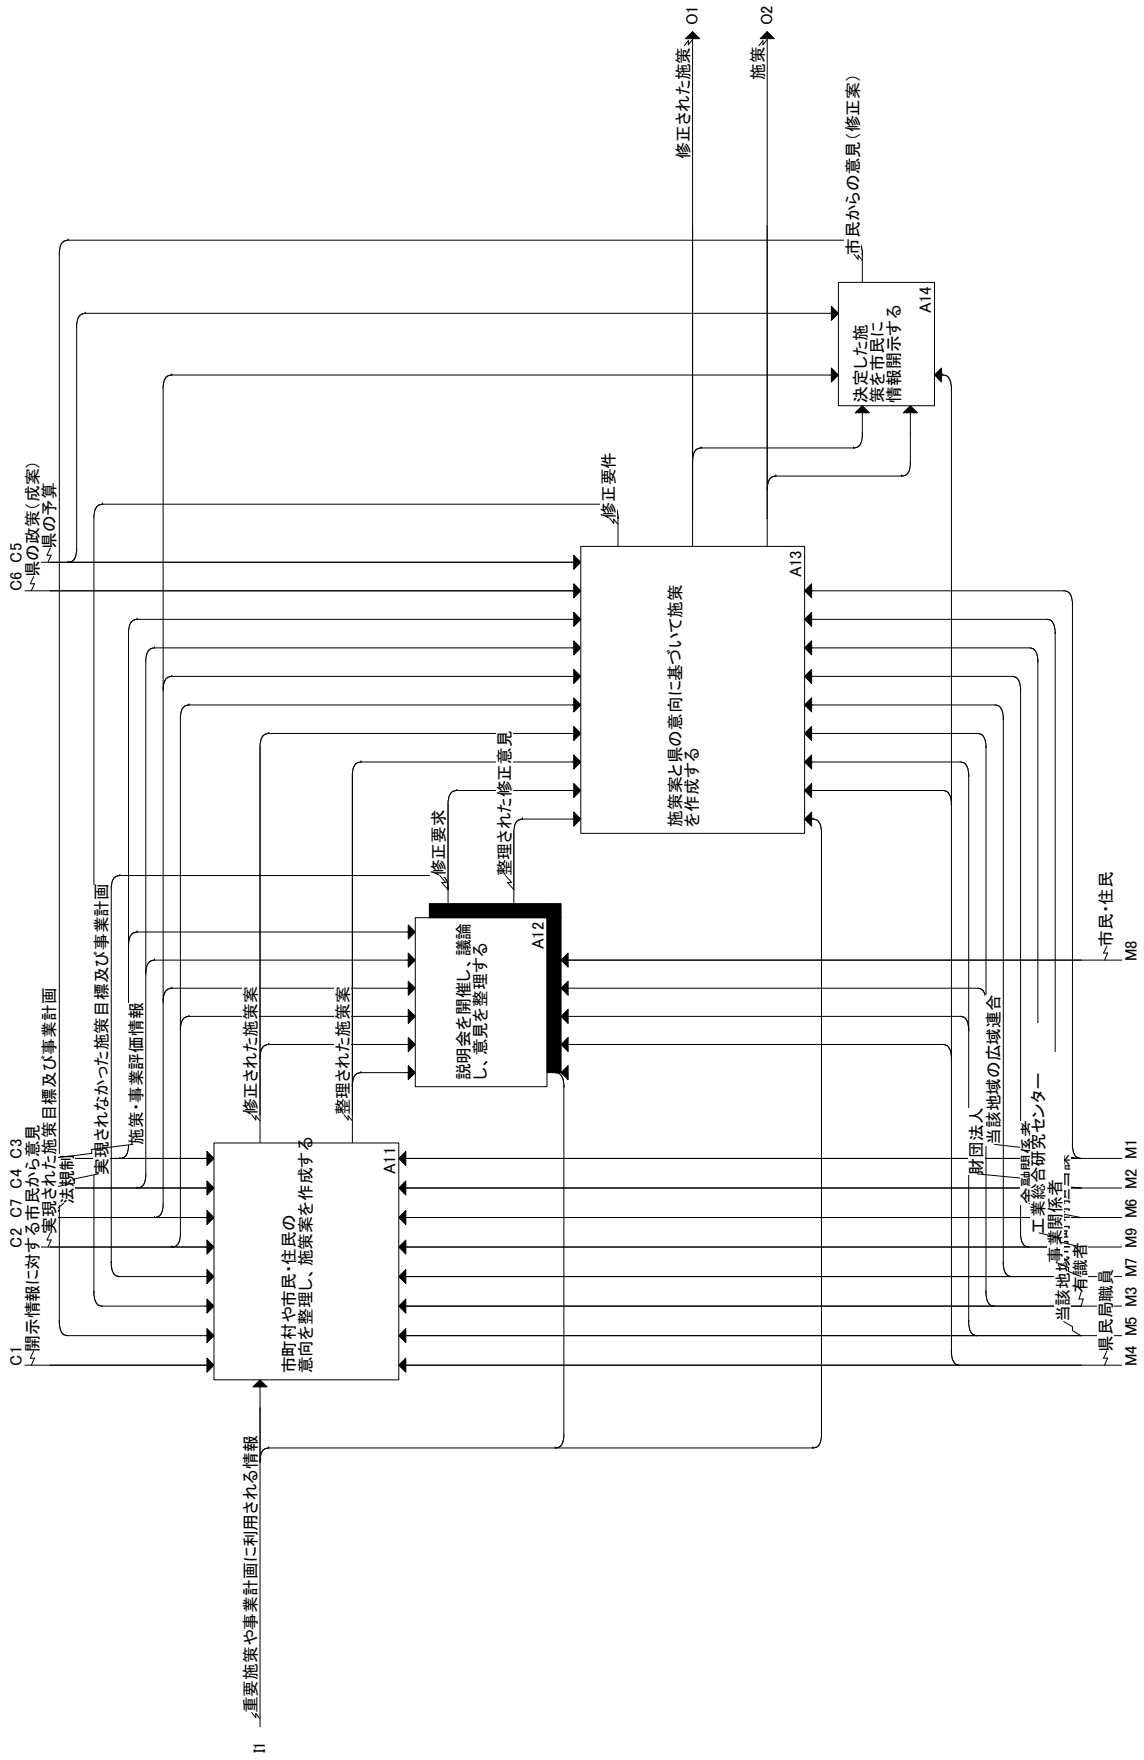 C1
開示情報に対する市民から意見
C2
実現された施策目標及び事業計画
C7
法規制
C4
実現されなかった施策目標及び事業計画
C3
施策・事業評価情報
C6
県の政策(成案)
C5
県の予算
I1
重要施策や事業計画に利用される情報
市町村や市民・住民の
意向を整理し、施策案を作成する
A11
修正された施策案
整理された施策案
説明会を開催し、議論
し、意見を整理する
A12
修正要求
整理された修正意見
施策案と県の意向に基づいて施策
を作成する
A13
修正要件
修正された施策
O1
施策
O2
決定した施
策を市民に
情報開示する
A14
市民からの意見(修正案)
M4
県民局職員
M5
当該地域
M3
有識者
M7
事業関係者
M9
工業総合研究センター
M6
金融関係者
M2
財団法人
M1
当該地域の広域連合
M8
市民・住民